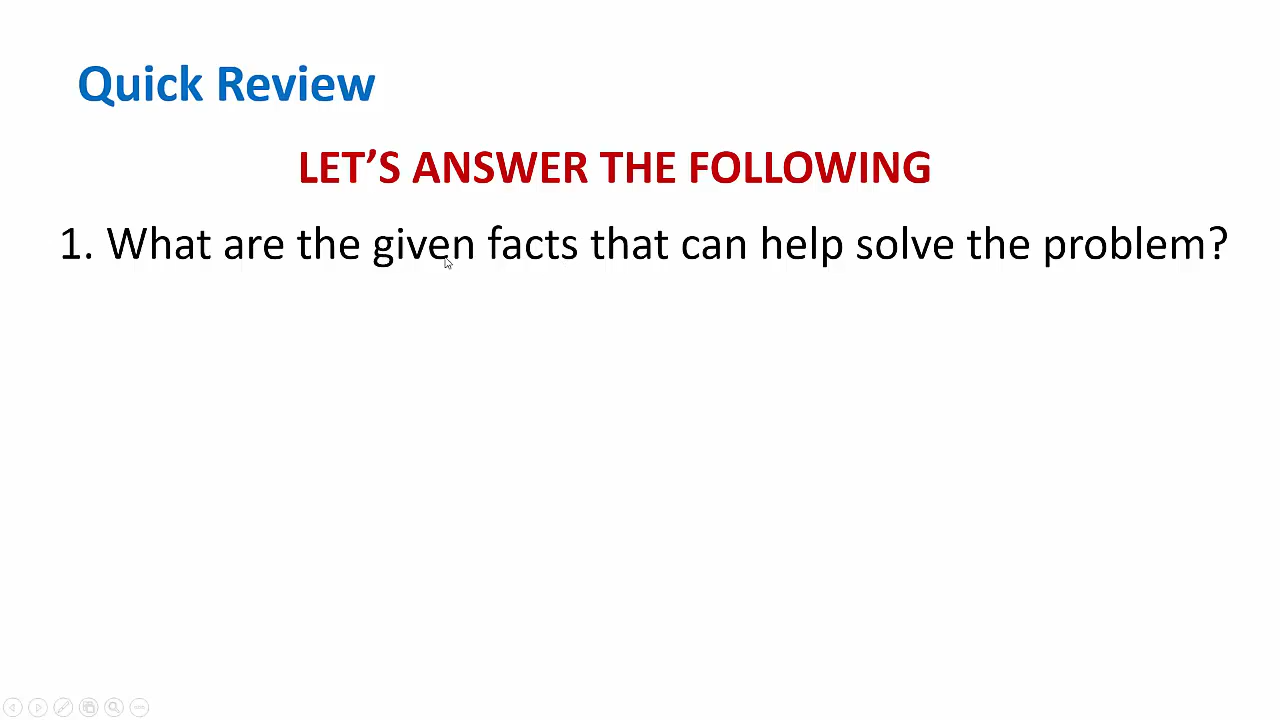 Quick Review
LET’S ANSWER THE FOLLOWING
1. What are the given facts that can help solve the problem?